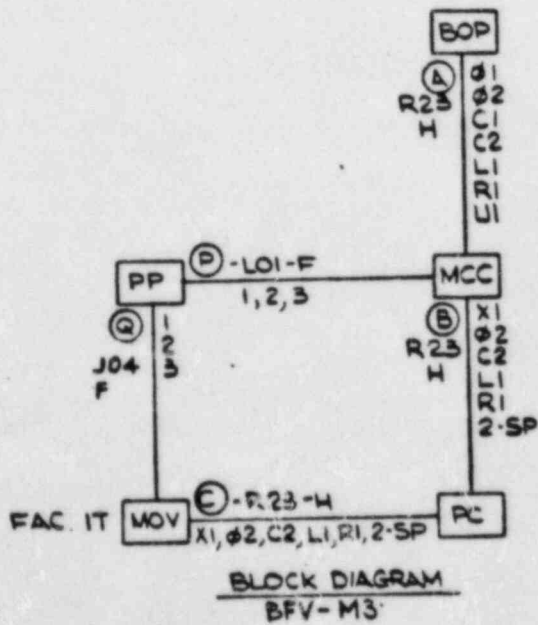 BOP
A
R23
H
Ø1
Ø2
C1
C2
L1
R1
U1
PP
P -L01-F
1, 2, 3
MCC
Q
J04
F
1
2
3
B
R23
H
X1
Ø2
C2
L1
R1
2-SP
FAC. IT
MOV
-R23-H
X1, Ø2, C2, L1, R1, 2-SP
PC
BLOCK DIAGRAM
BFV-M3